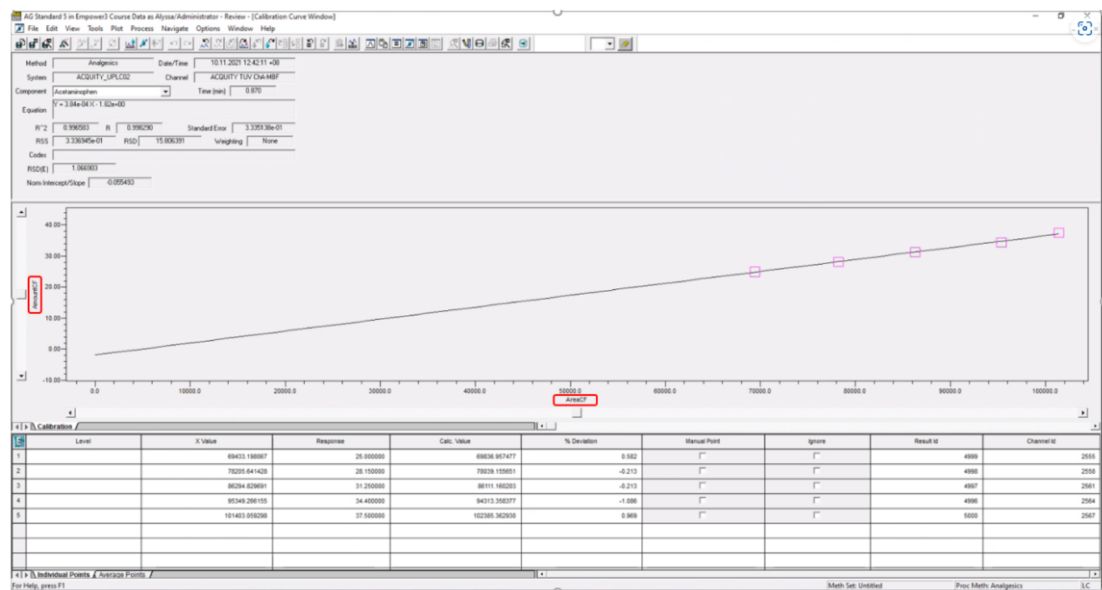 AG Standard 5 in Empower3 Course Data as Alyssa/Administrator - Review - [Calibration Curve Window]
File Edit View Tools Plot Process Navigate Options Window Help
Method Analgesics Date/Time 10.11.2021 12:42:11 +08
System ACQUITY_UPLC02 Channel ACQUITY TUV ChA-MBF
Component Acetaminophen Time (min) 0.870
Equation Y = 3.84e-04 X - 1.82e+00
R^2 0.996583 R 0.998290 Standard Error 3.335138e-01
RSS 3.336945e-01 RSD 15.806391 Weighting None
Codes
RSD(E) 1.066903
Norm Intercept/Slope -0.055493
40.00
30.00
20.00
10.00
0.00
-10.00
AmountCF
0.0 10000.0 20000.0 30000.0 40000.0 50000.0 60000.0 70000.0 80000.0 90000.0 100000.0
AreaCF
Calibration
Level X Value Response Calc. Value % Deviation Manual Point Ignore Result Id Channel Id
1 69433.198087 25.000000 69836.957477 0.582 4999 2555
2 78205.641428 28.150000 78039.155651 -0.213 4998 2558
3 86294.829691 31.250000 86111.160203 -0.213 4997 2561
4 95349.266155 34.400000 94313.358377 -1.086 4996 2564
5 101403.059298 37.500000 102385.362930 0.969 5000 2567
Individual Points Average Points
For Help, press F1 Meth Set: Untitled Proc Meth: Analgesics LC